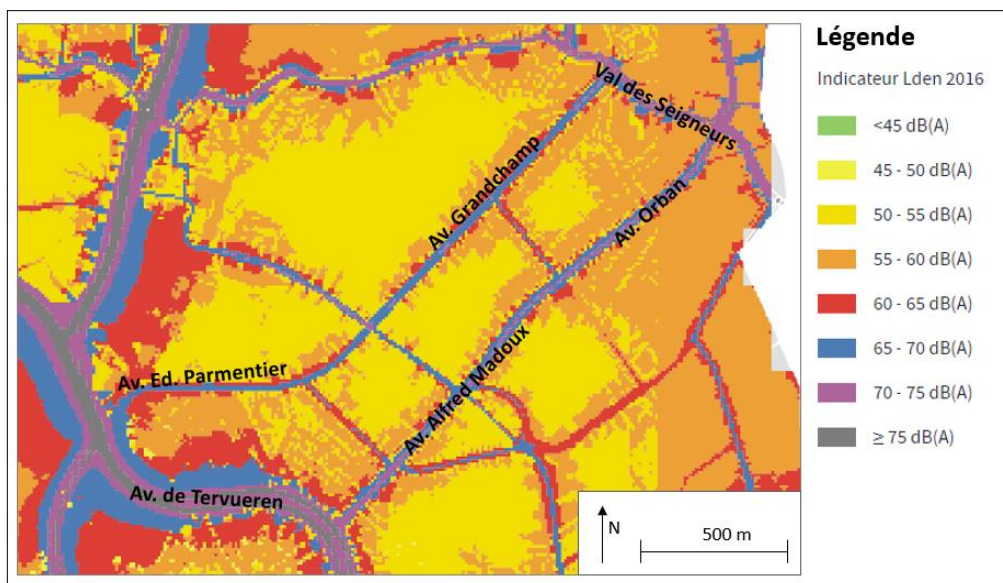 Légende
Indicateur Lden 2016
<45 dB(A)
45 - 50 dB(A)
50 - 55 dB(A)
55 - 60 dB(A)
60 - 65 dB(A)
65 - 70 dB(A)
70 - 75 dB(A)
≥ 75 dB(A)
Val des Seigneurs
Av. Grandchamp
Av. Orban
Av. Ed. Parmentier
Av. Alfred Madoux
Av. de Tervueren
N
500 m